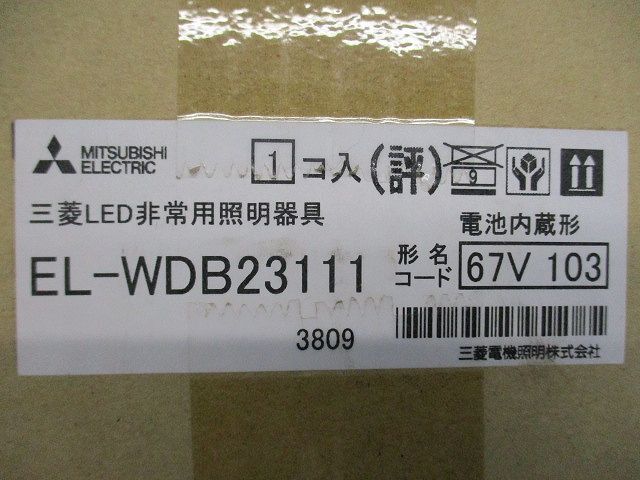 MITSUBISHI
ELECTRIC
1コ入(評)
9
三菱LED非常用照明器具
電池内蔵形
EL-WDB23111
形名
コード
67V 103
3809
三菱電機照明株式会社